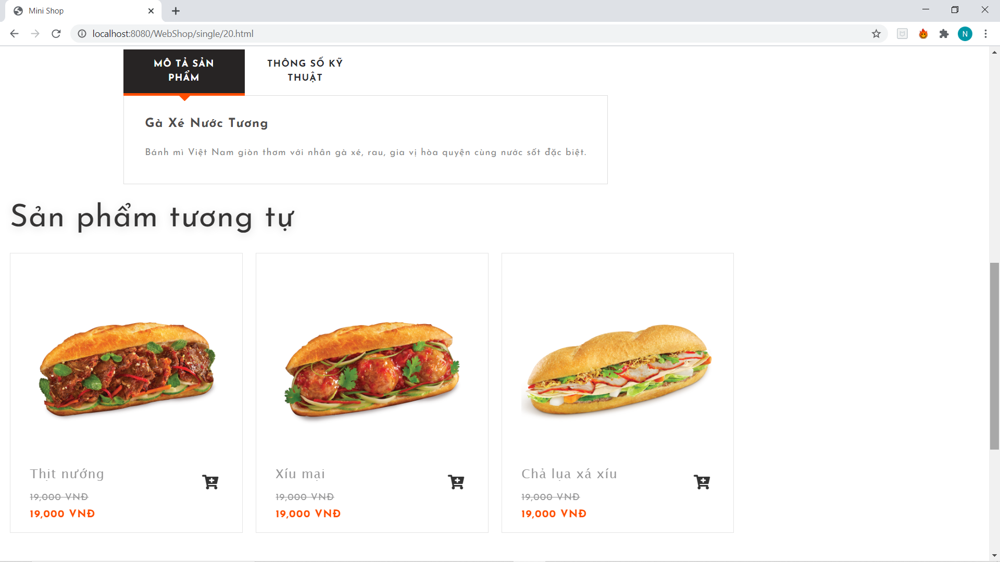 Mini Shop
localhost:8080/WebShop/single/20.html
N
MÔ TẢ SẢN
PHẨM
THÔNG SỐ KỸ
THUẬT
Gà Xé Nước Tương
Bánh mì Việt Nam giòn thơm với nhân gà xé, rau, gia vị hòa quyện cùng nước sốt đặc biệt.
Sản phẩm tương tự
Thịt nướng
19,000 VNĐ
19,000 VNĐ
Xíu mại
19,000 VNĐ
19,000 VNĐ
Chả lụa xá xíu
19,000 VNĐ
19,000 VNĐ